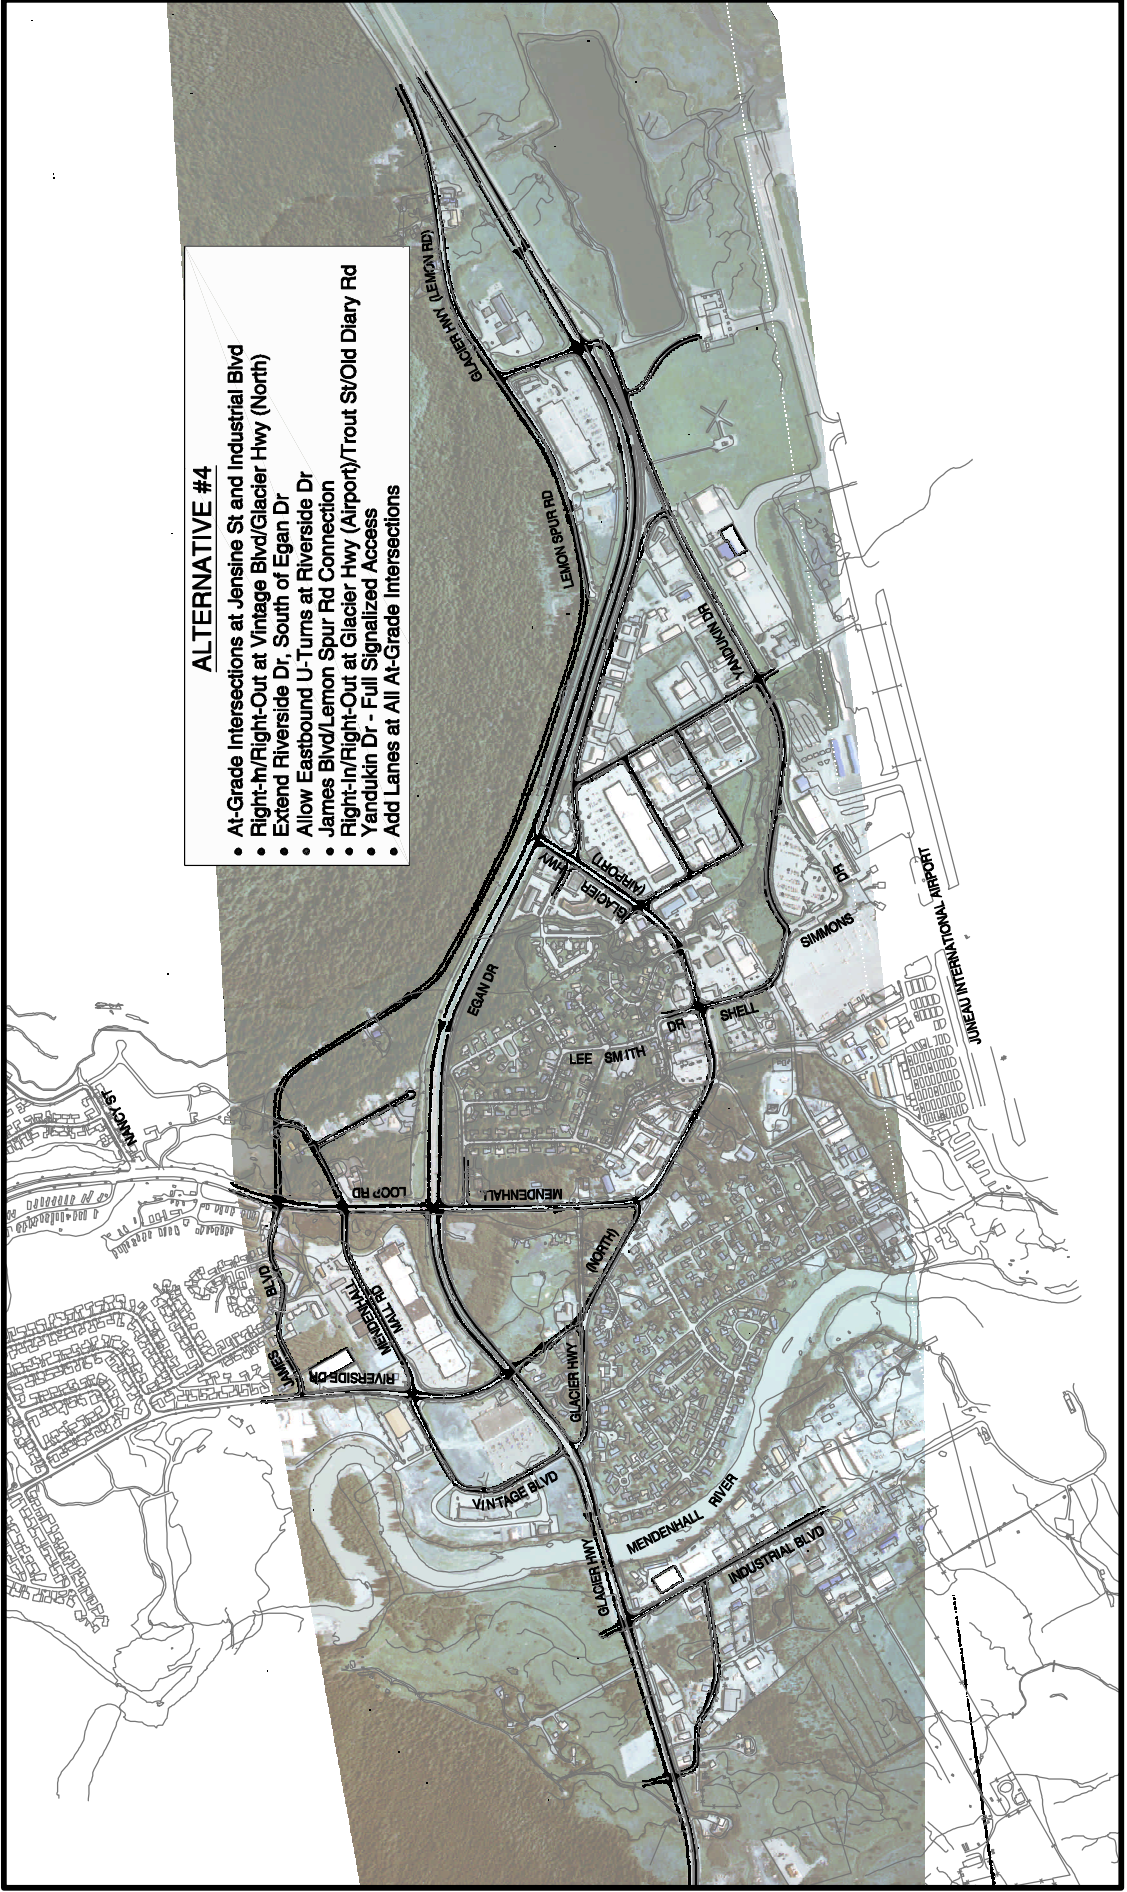 ALTERNATIVE #4
• At-Grade Intersections at Jensine St and Industrial Blvd
• Right-In/Right-Out at Vintage Blvd/Glacier Hwy (North)
• Extend Riverside Dr, South of Egan Dr
• Allow Eastbound U-Turns at Riverside Dr
• James Blvd/Lemon Spur Rd Connection
• Right-In/Right-Out at Glacier Hwy (Airport)/Trout St/Old Diary Rd
• Yandukin Dr - Full Signalized Access
• Add Lanes at All At-Grade Intersections
GLACIER HWY (LEMON RD)
LEMON SPUR RD
YANDUKIN DR
GLACIER HWY
(AIRPORT)
EGAN DR
SIMMONS DR
JUNEAU INTERNATIONAL AIRPORT
SHELL
LEE SMITH DR
NANCY ST
LOOP RD
MENDENHALL
(NORTH)
GLACIER HWY
JAMES BLVD
MENDENHALL
MALL RD
RIVERSIDE DR
VINTAGE BLVD
MENDENHALL RIVER
GLACIER HWY
INDUSTRIAL BLVD